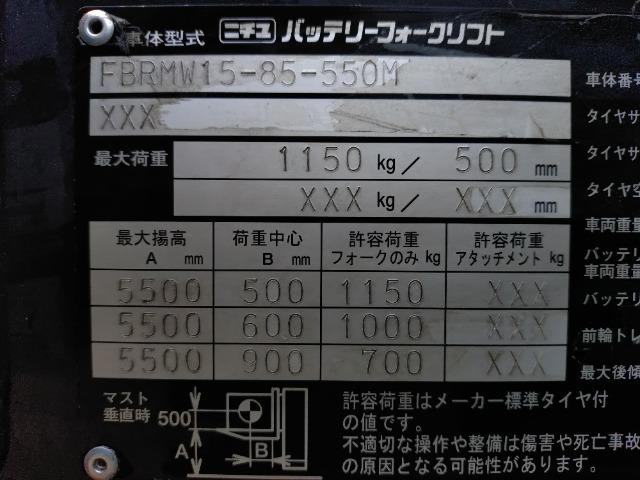 車体型式 ニチユ バッテリーフォークリフト
FBRMW15-85-550M
XXX
最大荷重 1150 kg／ 500 mm
XXX kg／ XXX mm
最大揚高 荷重中心 許容荷重 許容荷重
A mm B mm フォークのみ kg アタッチメント kg
5500 500 1150 XXX
5500 600 1000 XXX
5500 900 700 XXX
マスト
垂直時 500
A B
許容荷重はメーカー標準タイヤ付
の値です。
不適切な操作や整備は傷害や死亡事故
の原因となる可能性があります。
車体番
タイヤサ
タイヤサ
タイヤ空
車両重量
バッテリ
車両重量
バッテリ
前輪トレ
最大後傾